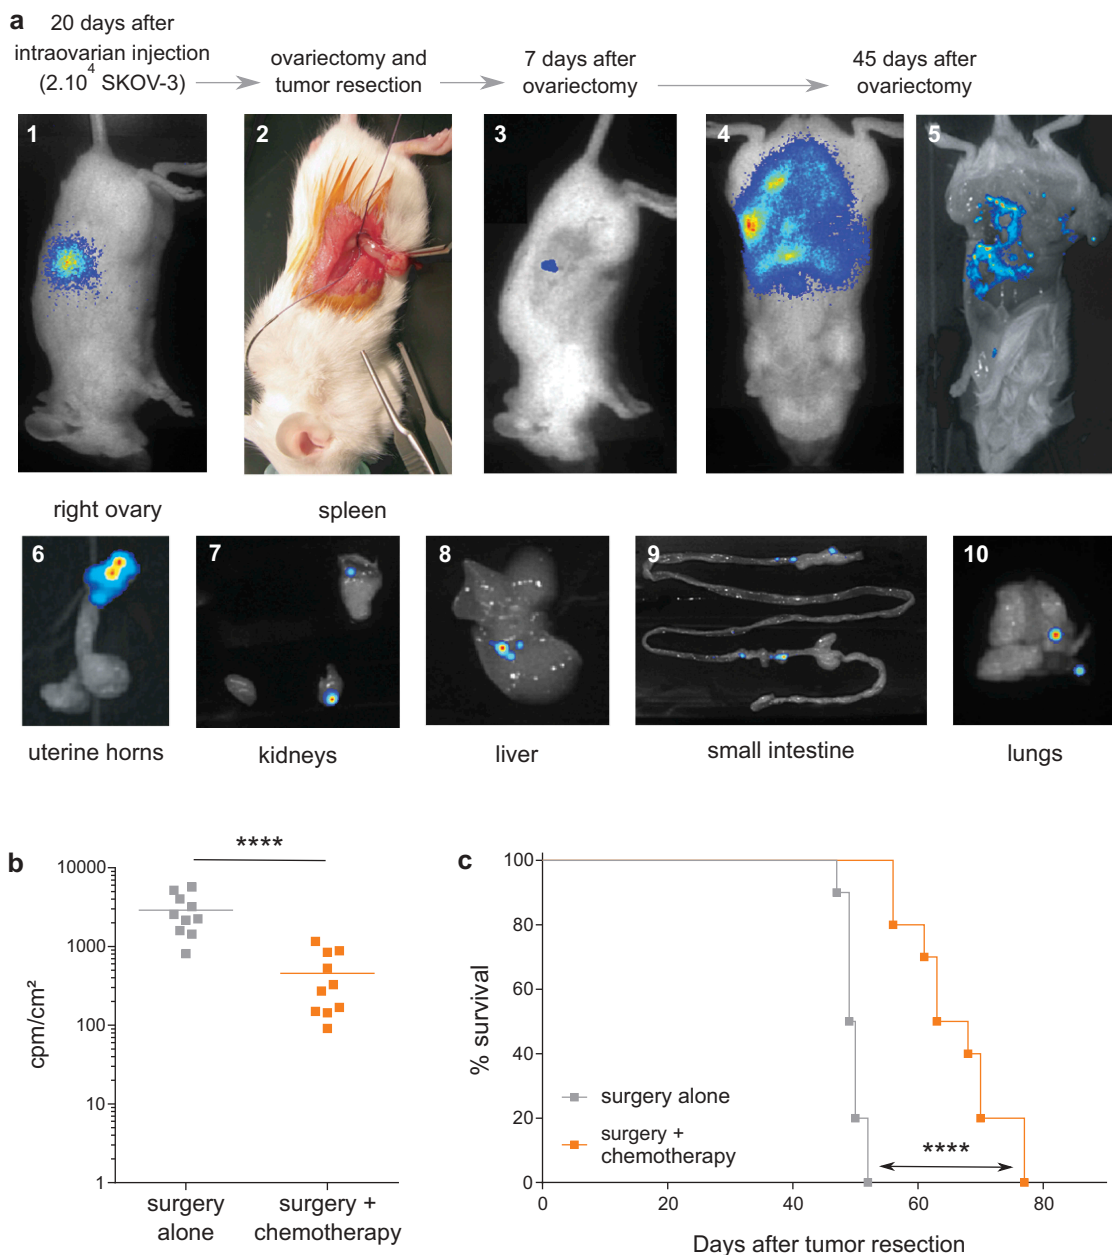 a
20 days after
intraovarian injection
(2.10⁴ SKOV-3)
ovariectomy and
tumor resection
7 days after
ovariectomy
45 days after
ovariectomy
1
2
3
4
5
right ovary
spleen
6
7
8
9
10
uterine horns
kidneys
liver
small intestine
lungs
b
****
10000
1000
100
10
1
cpm/cm²
surgery
alone
surgery +
chemotherapy
c
100
80
60
40
20
0
% survival
surgery alone
surgery +
chemotherapy
****
0
20
40
60
80
Days after tumor resection